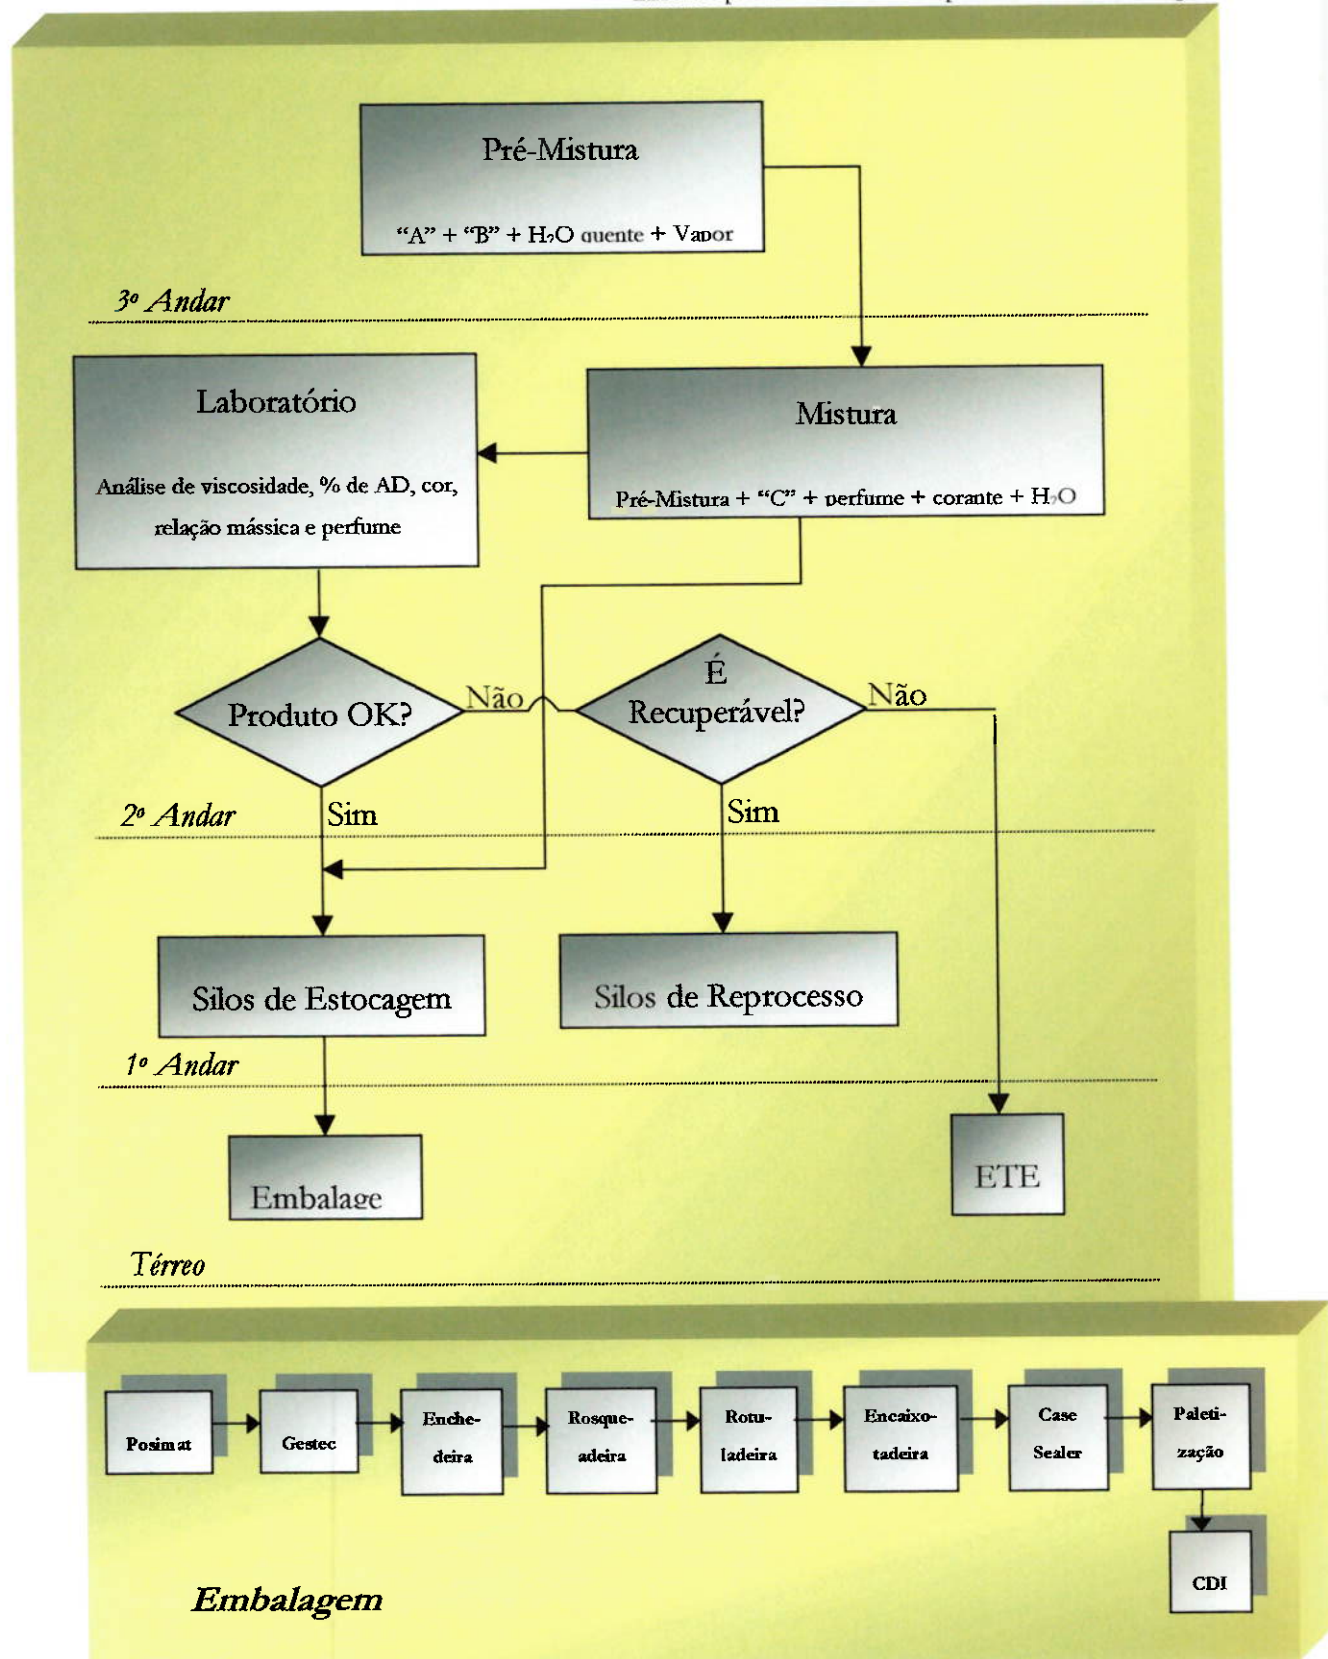 Pré-Mistura
“A” + “B” + H₂O quente + Vapor
3º Andar
Laboratório
Análise de viscosidade, % de AD, cor,
relação mássica e perfume
Mistura
Pré-Mistura + “C” + perfume + corante + H₂O
Produto OK?
Não
É
Recuperável?
Não
2º Andar
Sim
Sim
Silos de Estocagem
Silos de Reprocesso
1º Andar
Embalage
ETE
Térreo
Posimat
Gestec
Enche-
deira
Rosque-
adeira
Rotu-
ladeira
Encaixo-
tadeira
Case
Sealer
Paleti-
zação
CDI
Embalagem